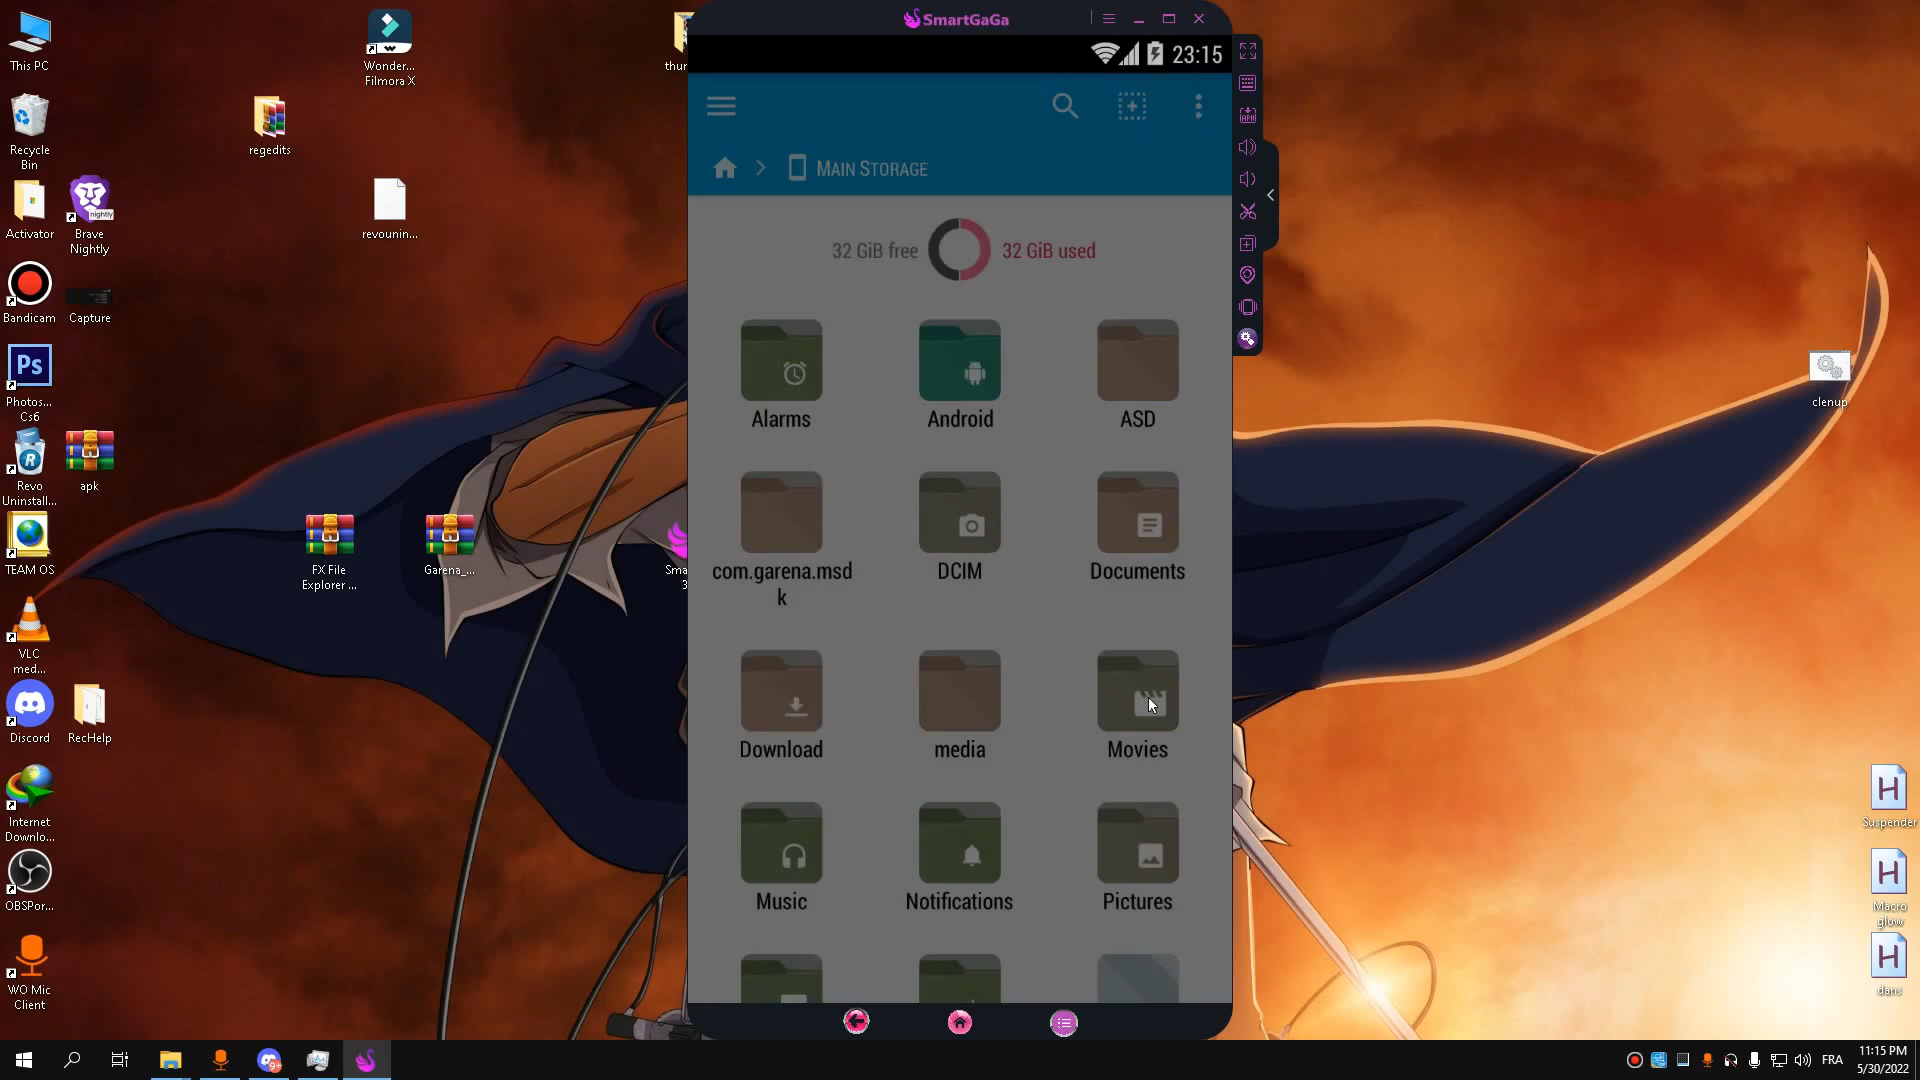 This PC
Recycle
Bin
Activator
Brave
Nightly
nightly
Bandicam
Capture
Ps
Photos...
Cs6
Revo
Uninstall...
apk
TEAM OS
VLC
med...
Discord
RecHelp
Internet
Downlo...
OBSPor...
WO Mic
Client
Wonder...
Filmora X
regedits
revounin...
FX File
Explorer ...
Garena_...
SmartGaGa
23:15
MAIN STORAGE
32 GiB free
32 GiB used
Alarms
Android
ASD
com.garena.msd
k
DCIM
Documents
Download
media
Movies
Music
Notifications
Pictures
clenup
Suspender
Macro
glow
dans
9+
FRA
11:15 PM
5/30/2022